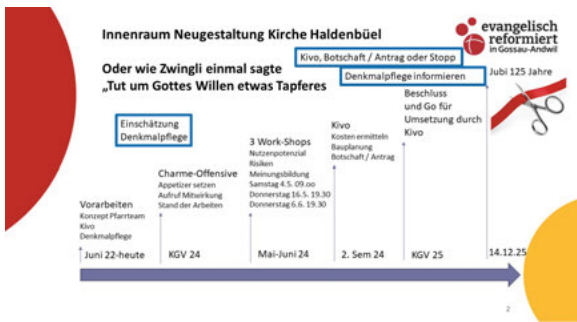 Innenraum Neugestaltung Kirche Haldenbüel
evangelisch
reformiert
in Gossau-Andwil
Kivo, Botschaft / Antrag oder Stopp
Oder wie Zwingli einmal sagte
„Tut um Gottes Willen etwas Tapferes
Denkmalpflege informieren
Jubi 125 Jahre
Einschätzung
Denkmalpflege
Beschluss
und Go für
Umsetzung durch
Kivo
Kivo
Kosten ermitteln
Bauplanung
Botschaft / Antrag
3 Work-Shops
Nutzenpotenzial
Risiken
Meinungsbildung
Samstag 4.5. 09.oo
Donnerstag 16.5. 19.30
Donnerstag 6.6. 19.30
Charme-Offensive
Appetizer setzen
Aufruf Mitwirkung
Stand der Arbeiten
Vorarbeiten
Konzept Pfarrteam
Kivo
Denkmalpflege
Juni 22-heute
KGV 24
Mai-Juni 24
2. Sem 24
KGV 25
14.12.25
2